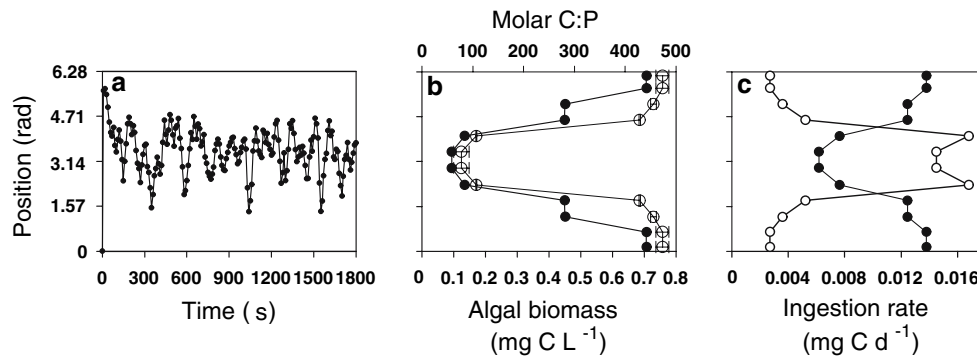 Molar C:P
0 100 200 300 400 500
a b c
6.28
4.71
3.14
1.57
0
Position (rad)
0 300 600 900 1200 1500 1800
0 0.1 0.2 0.3 0.4 0.5 0.6 0.7 0.8
0 0.004 0.008 0.012 0.016
Time ( s)
Algal biomass
(mg C L -1)
Ingestion rate
(mg C d -1)